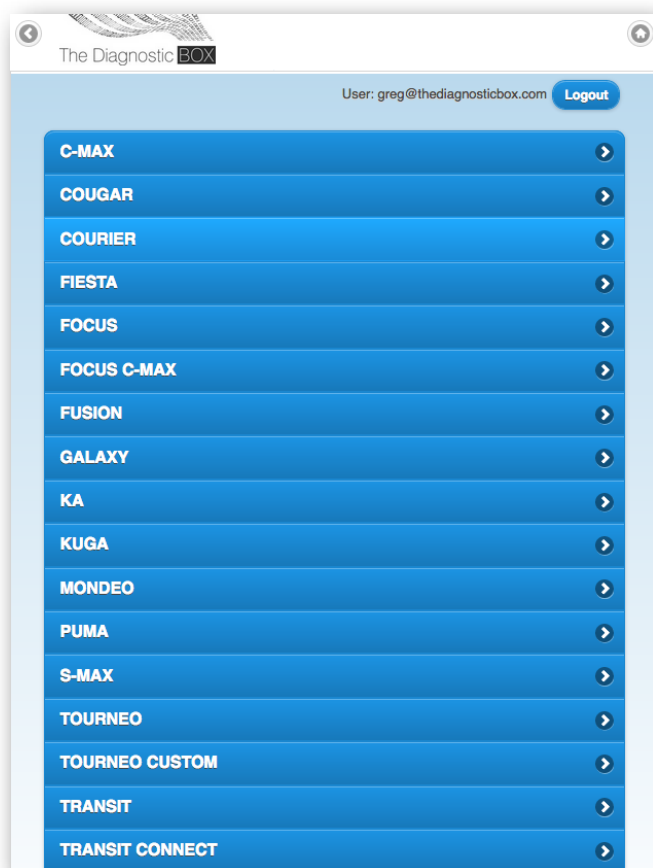 The Diagnostic BOX
User: greg@thediagnosticbox.com Logout
C-MAX
COUGAR
COURIER
FIESTA
FOCUS
FOCUS C-MAX
FUSION
GALAXY
KA
KUGA
MONDEO
PUMA
S-MAX
TOURNEO
TOURNEO CUSTOM
TRANSIT
TRANSIT CONNECT